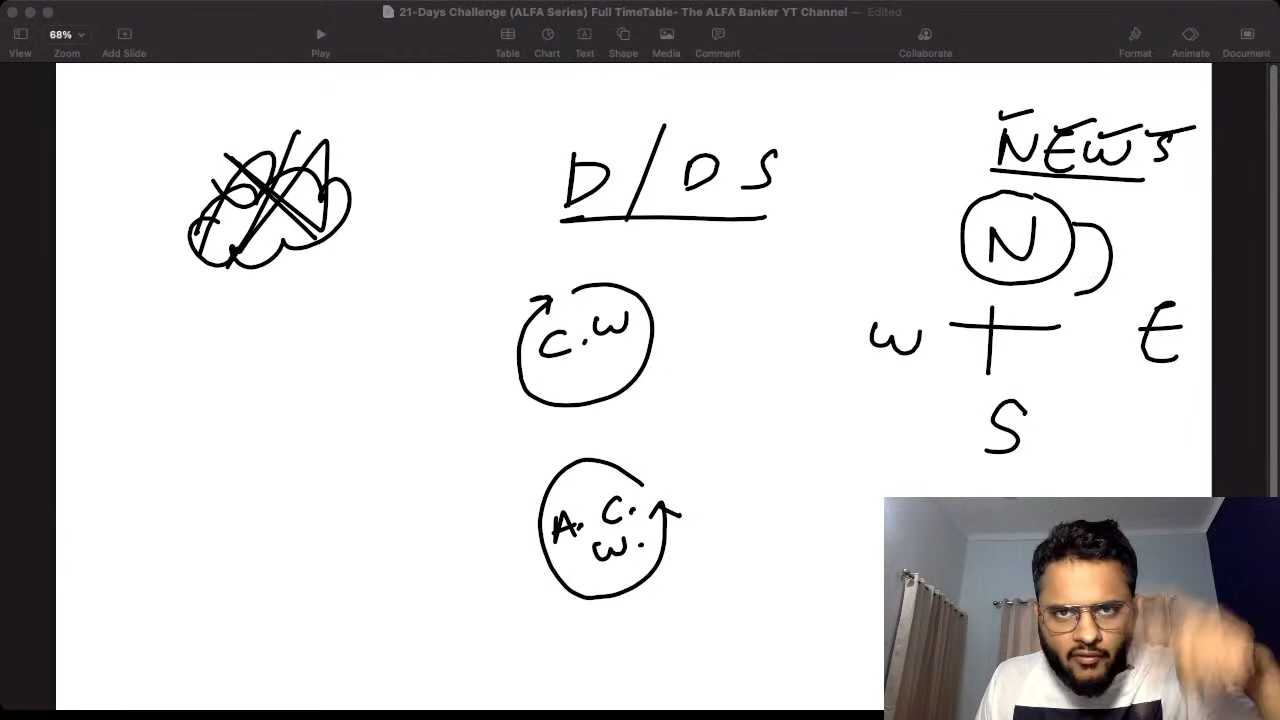 21-Days Challenge (ALFA Series) Full TimeTable- The ALFA Banker YT Channel — Edited
68%
View Zoom Add Slide Play Table Chart Text Shape Media Comment Collaborate Format Animate Document
D/DS
NEWS
N
C.W
W E
S
A. C.
W.